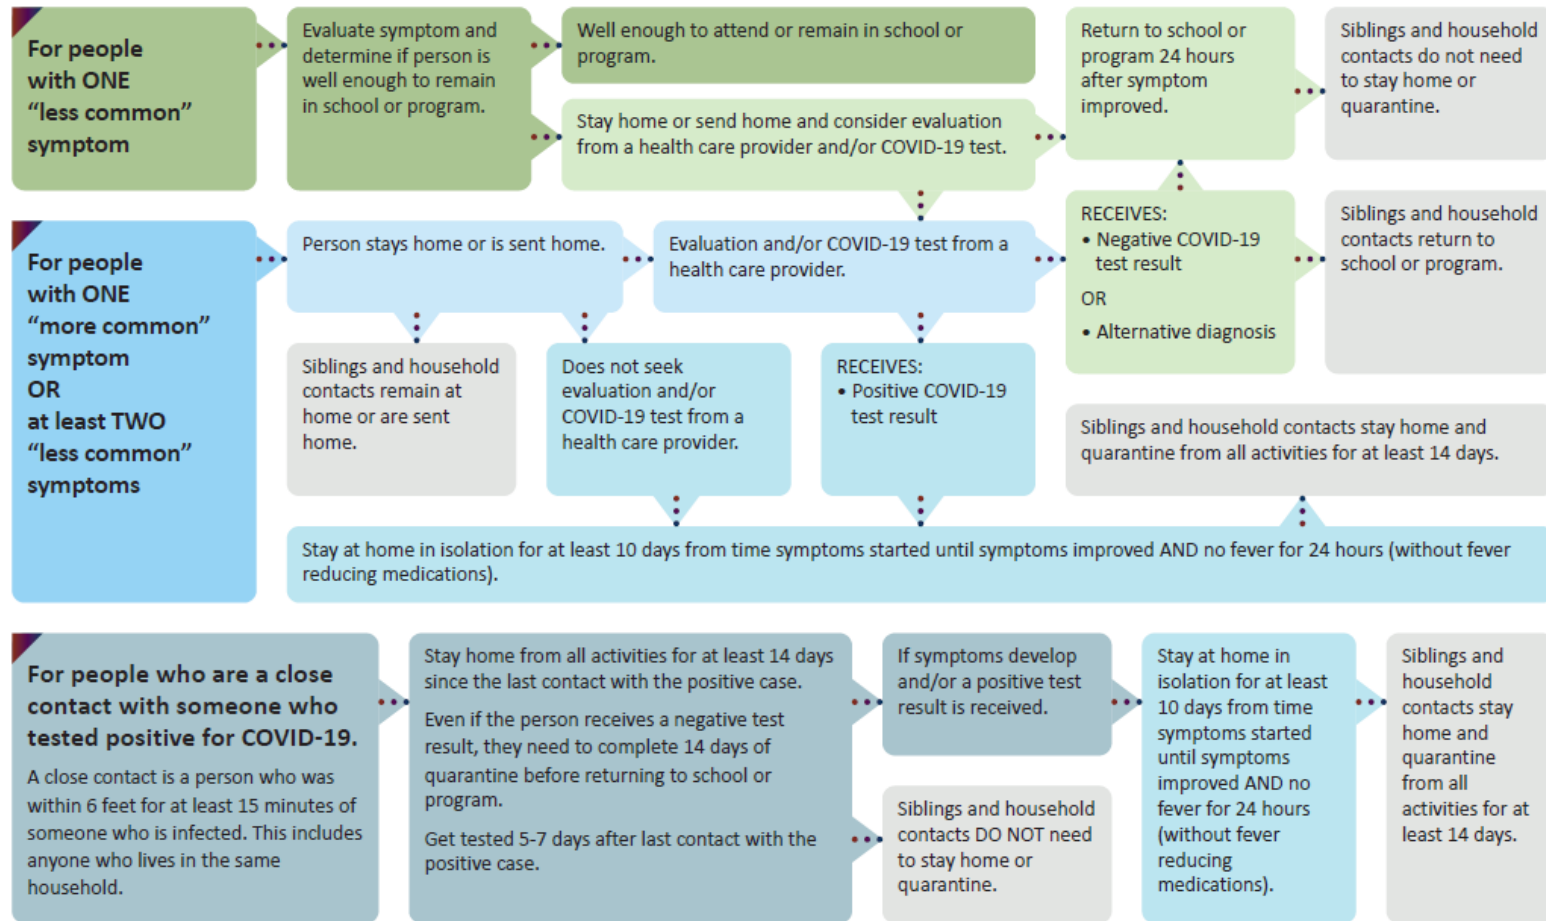 For people
with ONE
“less common”
symptom
Evaluate symptom and
determine if person is
well enough to remain
in school or program.
Well enough to attend or remain in school or
program.
Stay home or send home and consider evaluation
from a health care provider and/or COVID-19 test.
Return to school or
program 24 hours
after symptom
improved.
Siblings and household
contacts do not need
to stay home or
quarantine.
For people
with ONE
“more common”
symptom
OR
at least TWO
“less common”
symptoms
Person stays home or is sent home.
Evaluation and/or COVID-19 test from a
health care provider.
RECEIVES:
• Negative COVID-19
test result
OR
• Alternative diagnosis
Siblings and household
contacts return to
school or program.
Siblings and household
contacts remain at
home or are sent
home.
Does not seek
evaluation and/or
COVID-19 test from a
health care provider.
RECEIVES:
• Positive COVID-19
test result
Siblings and household contacts stay home and
quarantine from all activities for at least 14 days.
Stay at home in isolation for at least 10 days from time symptoms started until symptoms improved AND no fever for 24 hours (without fever
reducing medications).
For people who are a close
contact with someone who
tested positive for COVID-19.
A close contact is a person who was
within 6 feet for at least 15 minutes of
someone who is infected. This includes
anyone who lives in the same
household.
Stay home from all activities for at least 14 days
since the last contact with the positive case.
Even if the person receives a negative test
result, they need to complete 14 days of
quarantine before returning to school or
program.
Get tested 5-7 days after last contact with the
positive case.
If symptoms develop
and/or a positive test
result is received.
Siblings and household
contacts DO NOT need
to stay home or
quarantine.
Stay at home in
isolation for at least
10 days from time
symptoms started
until symptoms
improved AND no
fever for 24 hours
(without fever
reducing
medications).
Siblings and
household
contacts stay
home and
quarantine
from all
activities for at
least 14 days.